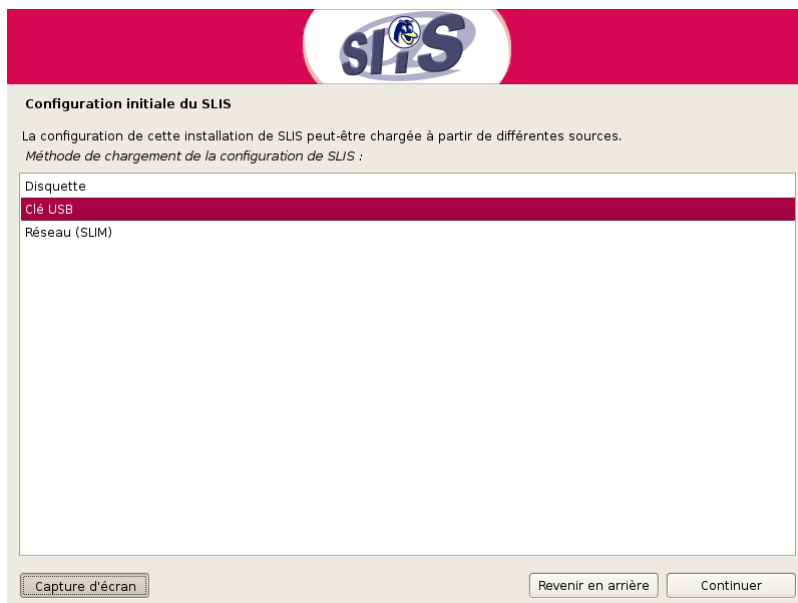 SLIS
Configuration initiale du SLIS
La configuration de cette installation de SLIS peut-être chargée à partir de différentes sources.
Méthode de chargement de la configuration de SLIS :
Disquette
Clé USB
Réseau (SLIM)
Capture d'écran
Revenir en arrière
Continuer